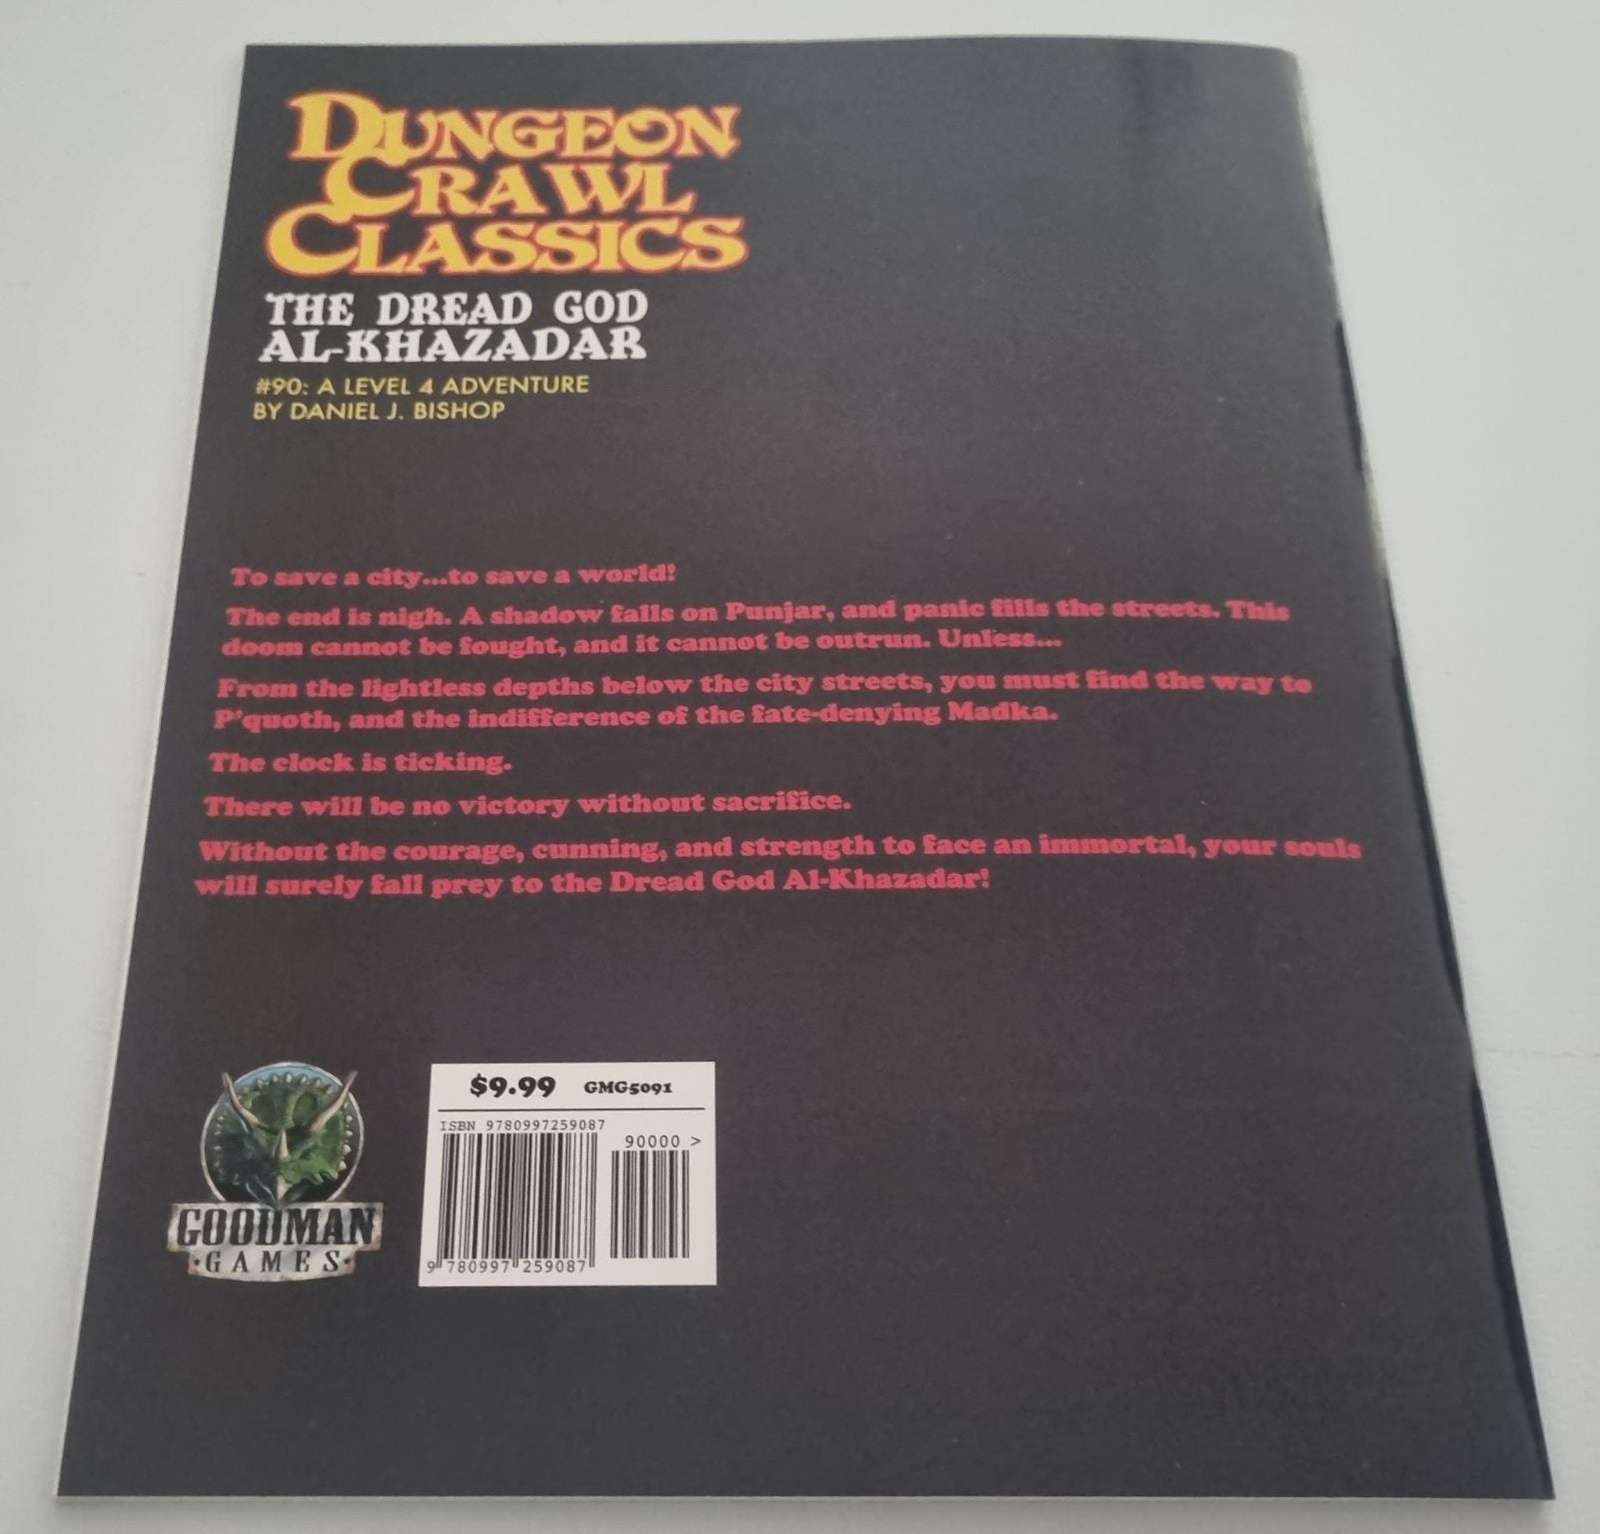 DUNGEON
CRAWL
CLASSICS
THE DREAD GOD
AL-KHAZADAR
#90: A LEVEL 4 ADVENTURE
BY DANIEL J. BISHOP
To save a city...to save a world!
The end is nigh. A shadow falls on Punjar, and panic fills the streets. This
doom cannot be fought, and it cannot be outrun. Unless...
From the lightless depths below the city streets, you must find the way to
P'quoth, and the indifference of the fate-denying Madka.
The clock is ticking.
There will be no victory without sacrifice.
Without the courage, cunning, and strength to face an immortal, your souls
will surely fall prey to the Dread God Al-Khazadar!
GOODMAN
·GAMES·
$9.99 GMG5091
ISBN 9780997259087
90000 >
9 780997 259087